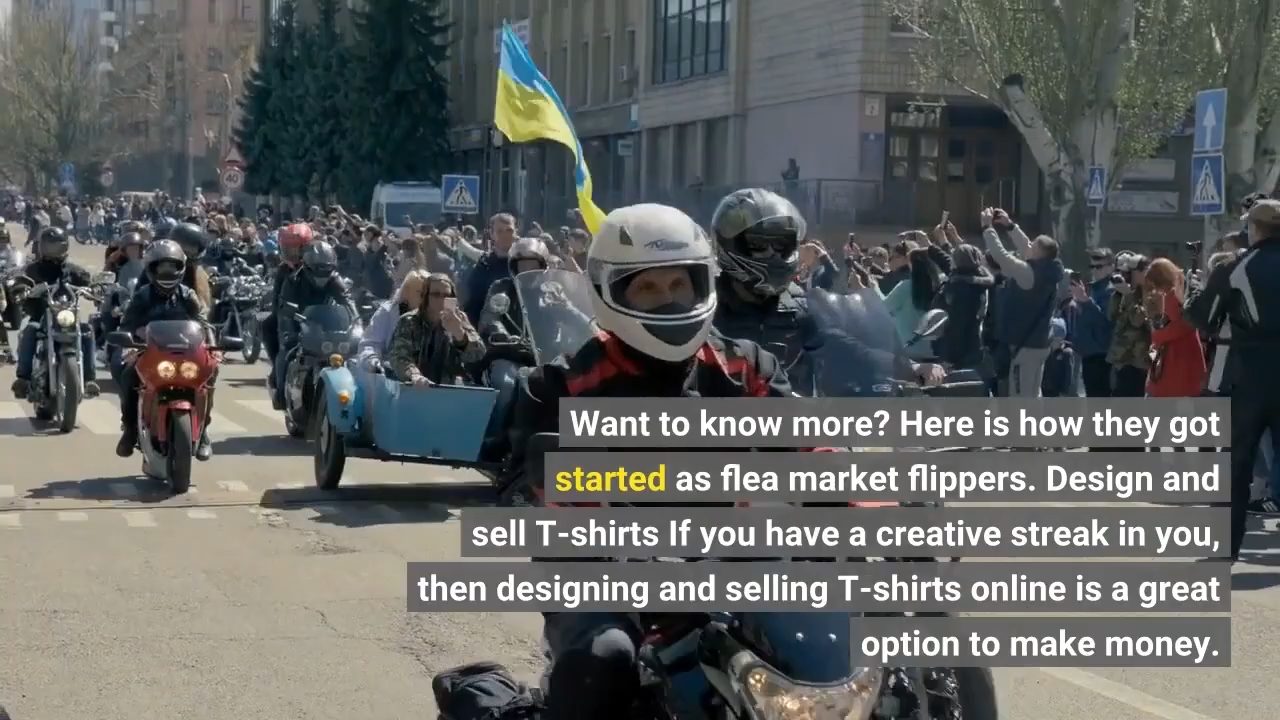 40
Want to know more? Here is how they got
started as flea market flippers. Design and
sell T-shirts If you have a creative streak in you,
then designing and selling T-shirts online is a great
option to make money.